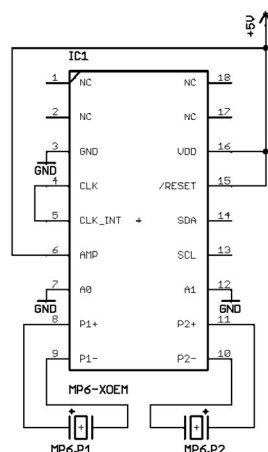 +5V
IC1
1 NC NC 18
2 NC NC 17
3 GND VDD 16
GND
4 CLK /RESET 15
5 CLK_INT + SDA 14
6 AMP SCL 13
7 A0 A1 12
GND GND
8 P1+ P2+ 11
9 P1- P2- 10
MP6-XOEM
+ +
+ +
MP6-P1 MP6-P2